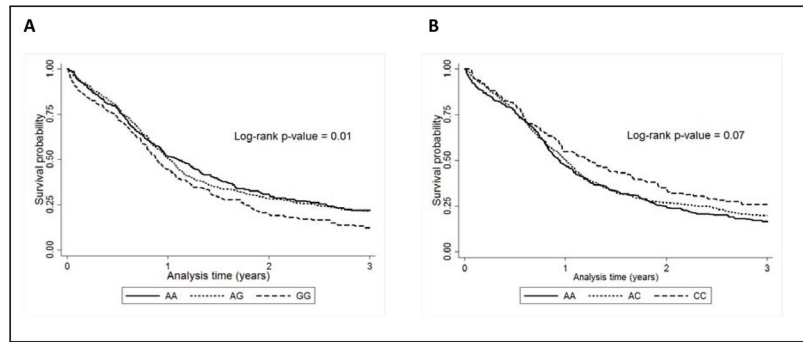 A
1.00
0.75
0.50
0.25
0.00
Survival probability
Log-rank p-value = 0.01
0 1 2 3
Analysis time (years)
AA AG GG
B
1.00
0.75
0.50
0.25
0.00
Survival probability
Log-rank p-value = 0.07
0 1 2 3
Analysis time (years)
AA AC CC